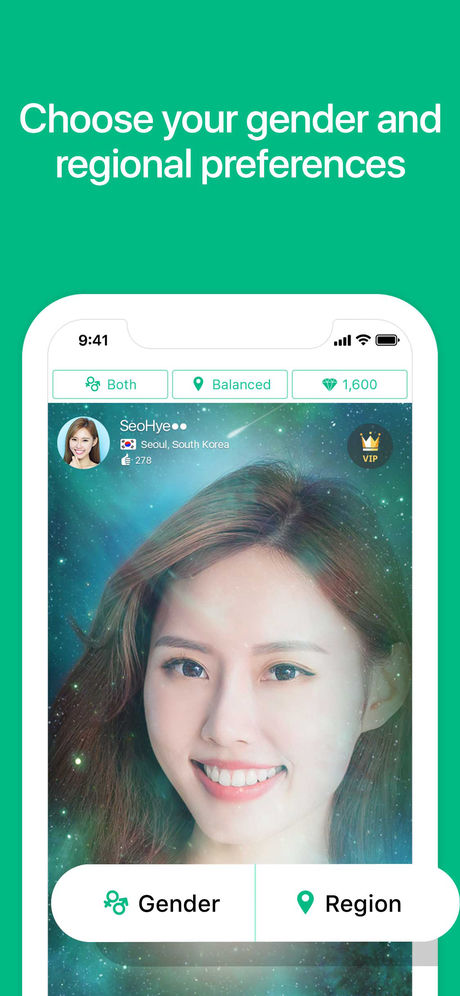 Choose your gender and
regional preferences
9:41
Both
Balanced
1,600
SeoHye●●
Seoul, South Korea
278
VIP
Gender
Region